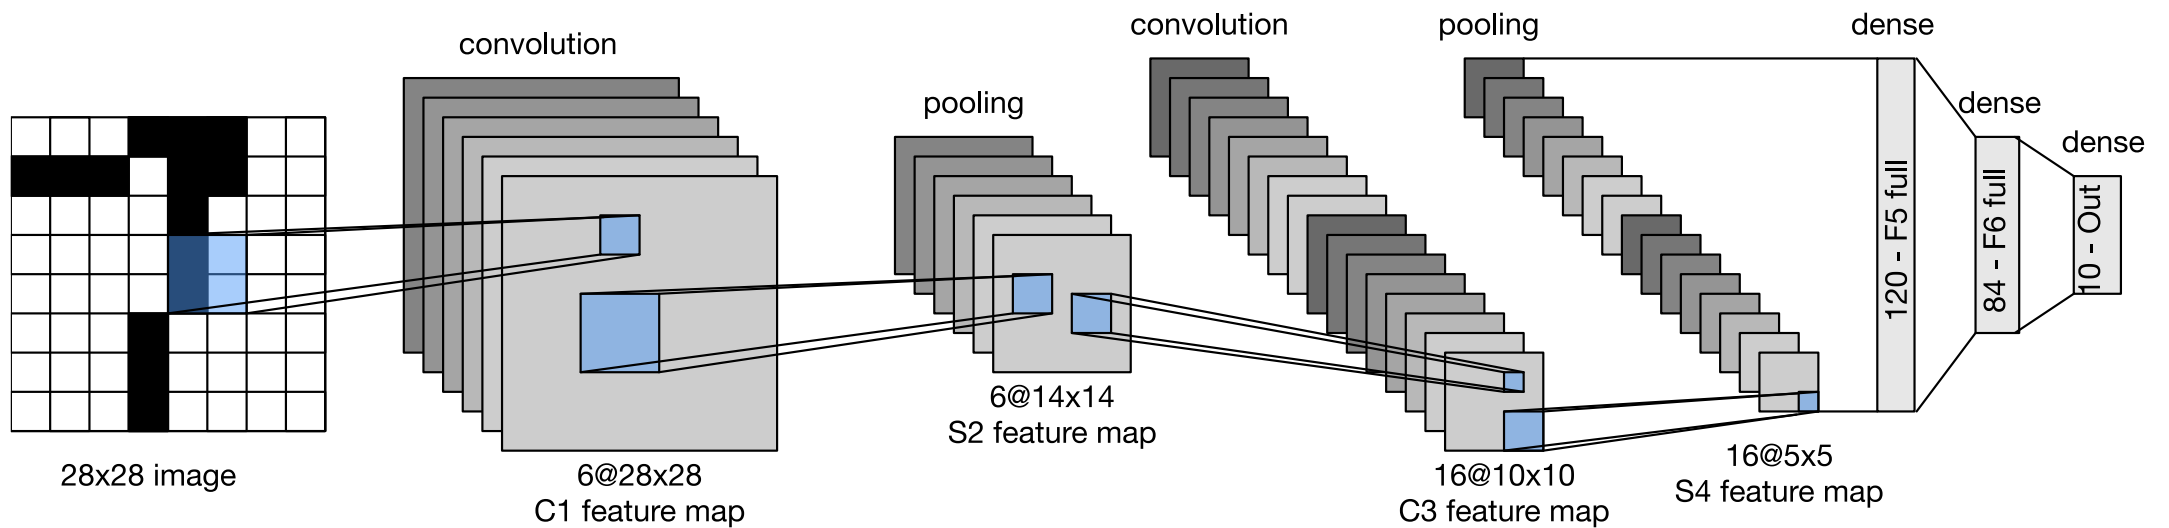 convolution
pooling
convolution
pooling
dense
dense
dense
28x28 image
6@28x28
C1 feature map
6@14x14
S2 feature map
16@10x10
C3 feature map
16@5x5
S4 feature map
120 - F5 full
84 - F6 full
10 - Out